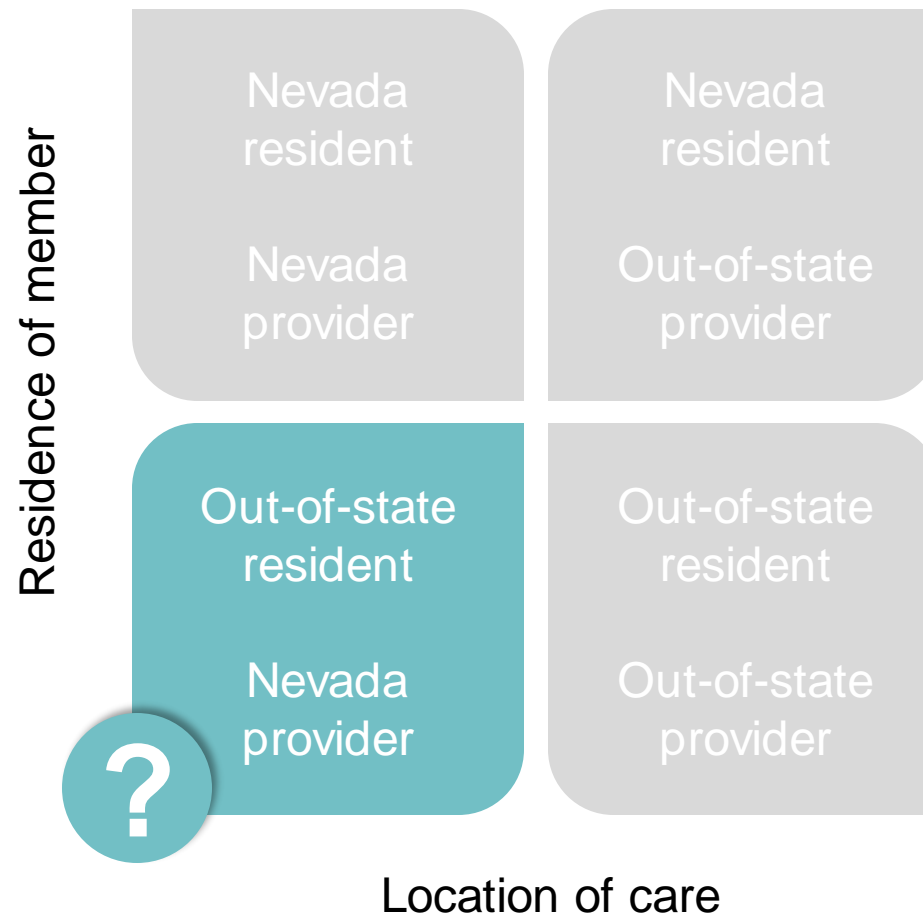 Residence of member
Nevada
resident
Nevada
provider
Nevada
resident
Out-of-state
provider
Out-of-state
resident
Nevada
provider
?
Out-of-state
resident
Out-of-state
provider
Location of care